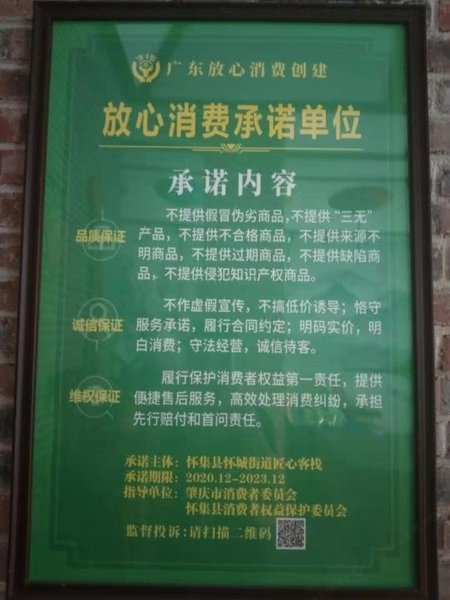 广东放心消费创建
放心消费承诺单位
承诺内容
品质保证
不提供假冒伪劣商品,不提供“三无”
产品，不提供不合格商品，不提供来源不
明商品，不提供过期商品，不提供缺陷商
品，不提供侵犯知识产权商品。
诚信保证
不作虚假宣传，不搞低价诱导；恪守
服务承诺，履行合同约定；明码实价，明
白消费；守法经营，诚信待客。
维权保证
履行保护消费者权益第一责任，提供
便捷售后服务，高效处理消费纠纷，承担
先行赔付和首问责任。
承诺主体：怀集县怀城街道匠心客栈
承诺期限：2020.12-2023.12
指导单位：肇庆市消费者委员会
怀集县消费者权益保护委员会
监督投诉:请扫描二维码